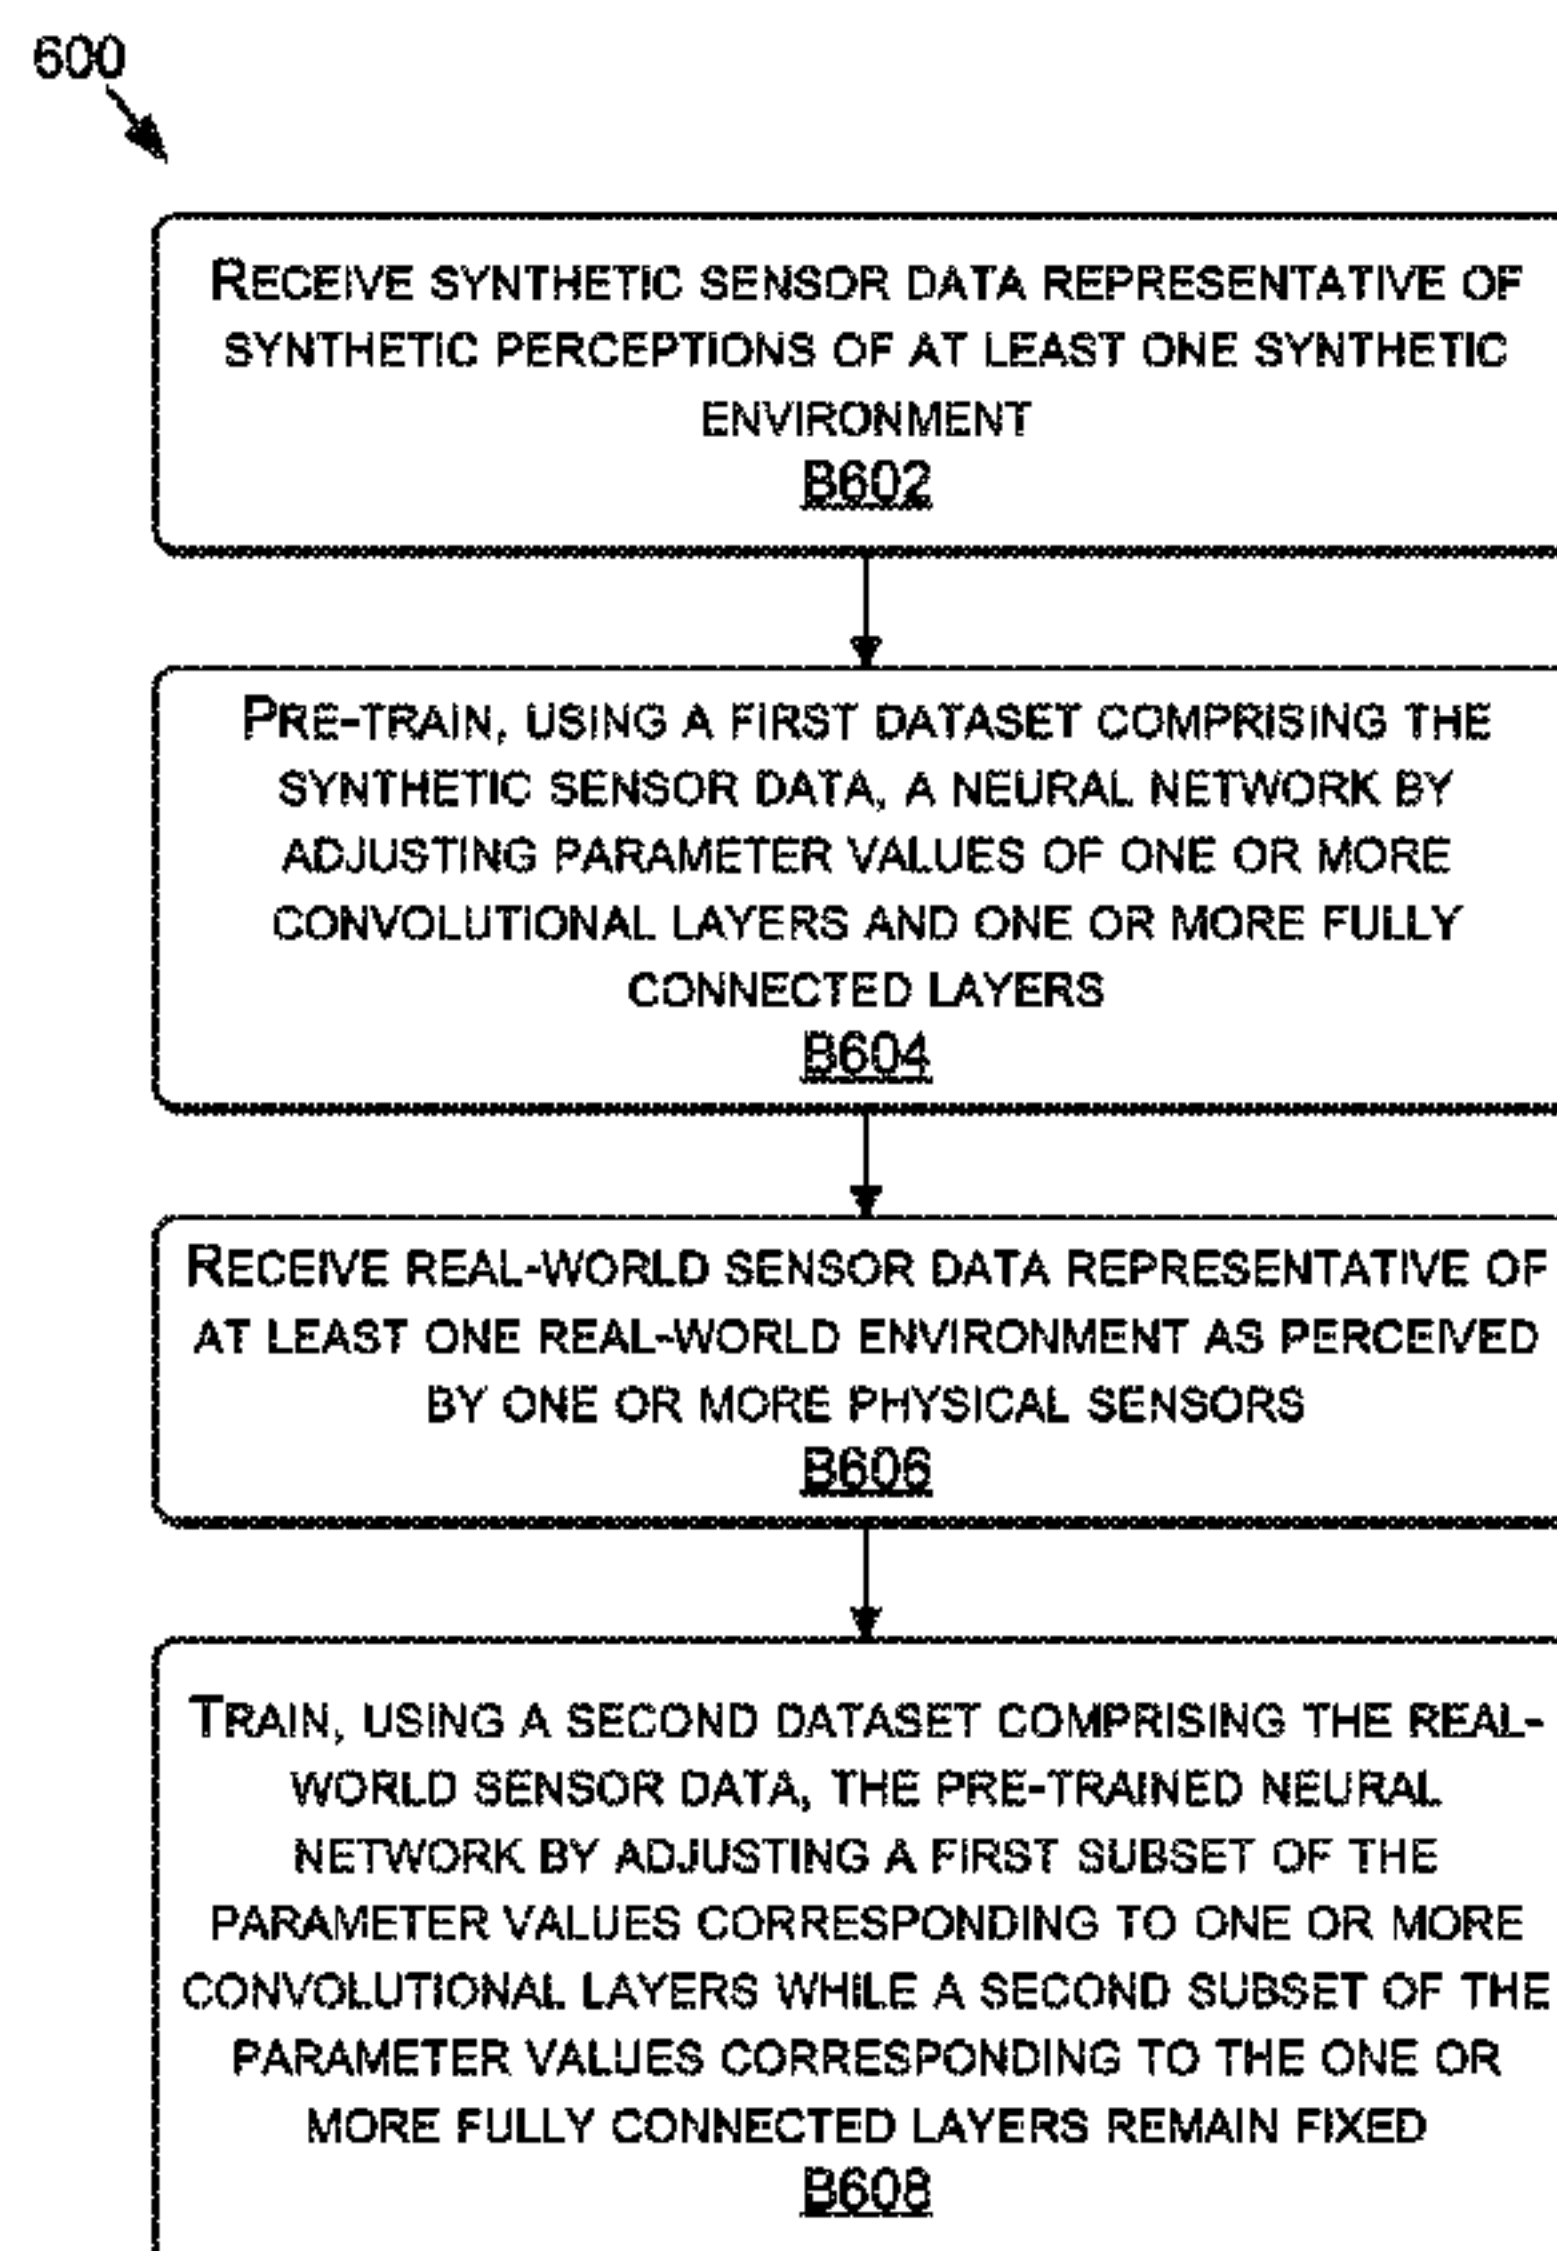 600
RECEIVE SYNTHETIC SENSOR DATA REPRESENTATIVE OF
SYNTHETIC PERCEPTIONS OF AT LEAST ONE SYNTHETIC
ENVIRONMENT
B602
PRE-TRAIN, USING A FIRST DATASET COMPRISING THE
SYNTHETIC SENSOR DATA, A NEURAL NETWORK BY
ADJUSTING PARAMETER VALUES OF ONE OR MORE
CONVOLUTIONAL LAYERS AND ONE OR MORE FULLY
CONNECTED LAYERS
B604
RECEIVE REAL-WORLD SENSOR DATA REPRESENTATIVE OF
AT LEAST ONE REAL-WORLD ENVIRONMENT AS PERCEIVED
BY ONE OR MORE PHYSICAL SENSORS
B606
TRAIN, USING A SECOND DATASET COMPRISING THE REAL-
WORLD SENSOR DATA, THE PRE-TRAINED NEURAL
NETWORK BY ADJUSTING A FIRST SUBSET OF THE
PARAMETER VALUES CORRESPONDING TO ONE OR MORE
CONVOLUTIONAL LAYERS WHILE A SECOND SUBSET OF THE
PARAMETER VALUES CORRESPONDING TO THE ONE OR
MORE FULLY CONNECTED LAYERS REMAIN FIXED
B608